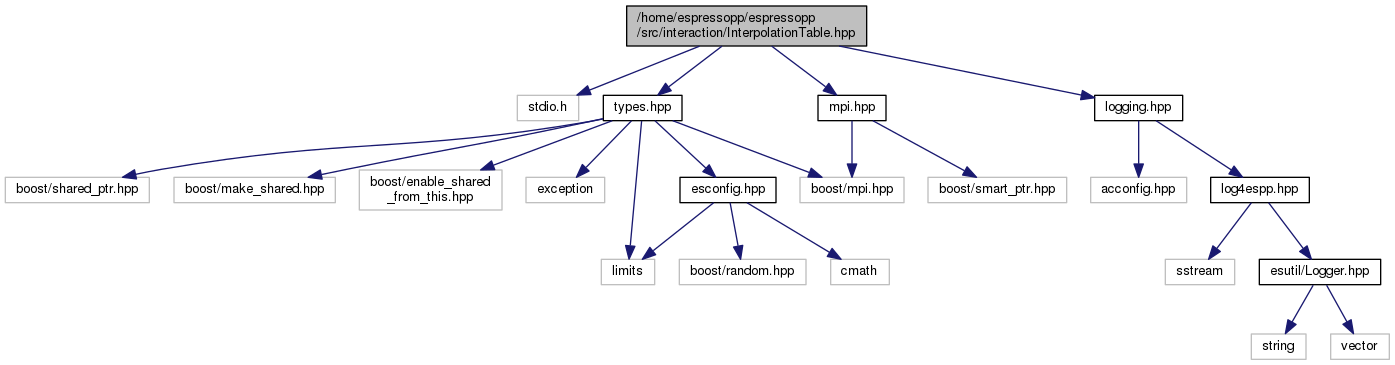 /home/espressopp/espressopp
/src/interaction/InterpolationTable.hpp
stdio.h
types.hpp
mpi.hpp
logging.hpp
boost/shared_ptr.hpp
boost/make_shared.hpp
boost/enable_shared
_from_this.hpp
exception
esconfig.hpp
boost/mpi.hpp
boost/smart_ptr.hpp
acconfig.hpp
log4espp.hpp
limits
boost/random.hpp
cmath
sstream
esutil/Logger.hpp
string
vector